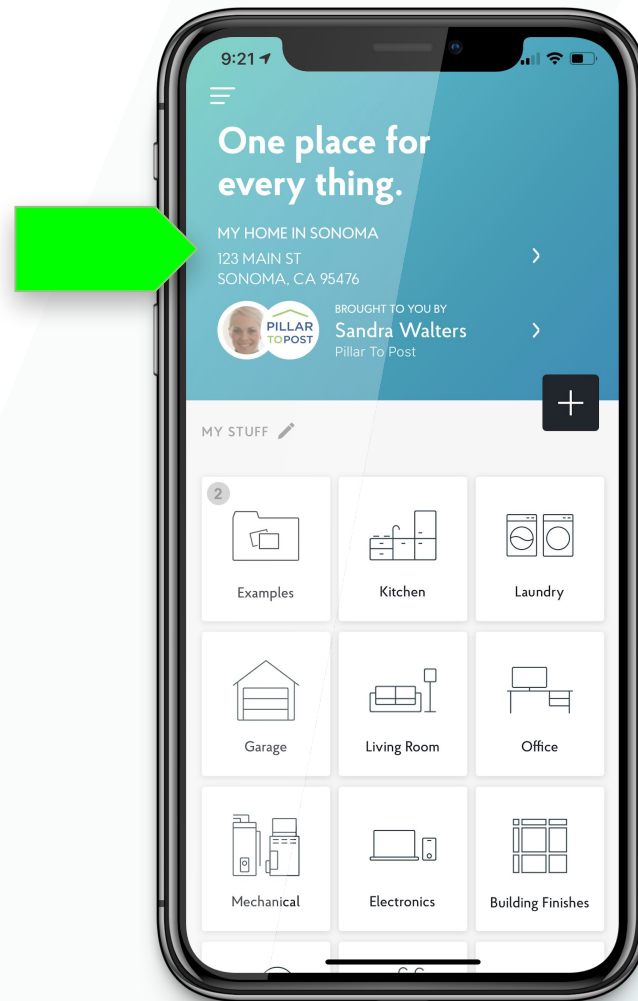 9:21
One place for
every thing.
MY HOME IN SONOMA
123 MAIN ST
SONOMA, CA 95476
PILLAR
TO POST
BROUGHT TO YOU BY
Sandra Walters
Pillar To Post
MY STUFF
2
Examples
Kitchen
Laundry
Garage
Living Room
Office
Mechanical
Electronics
Building Finishes